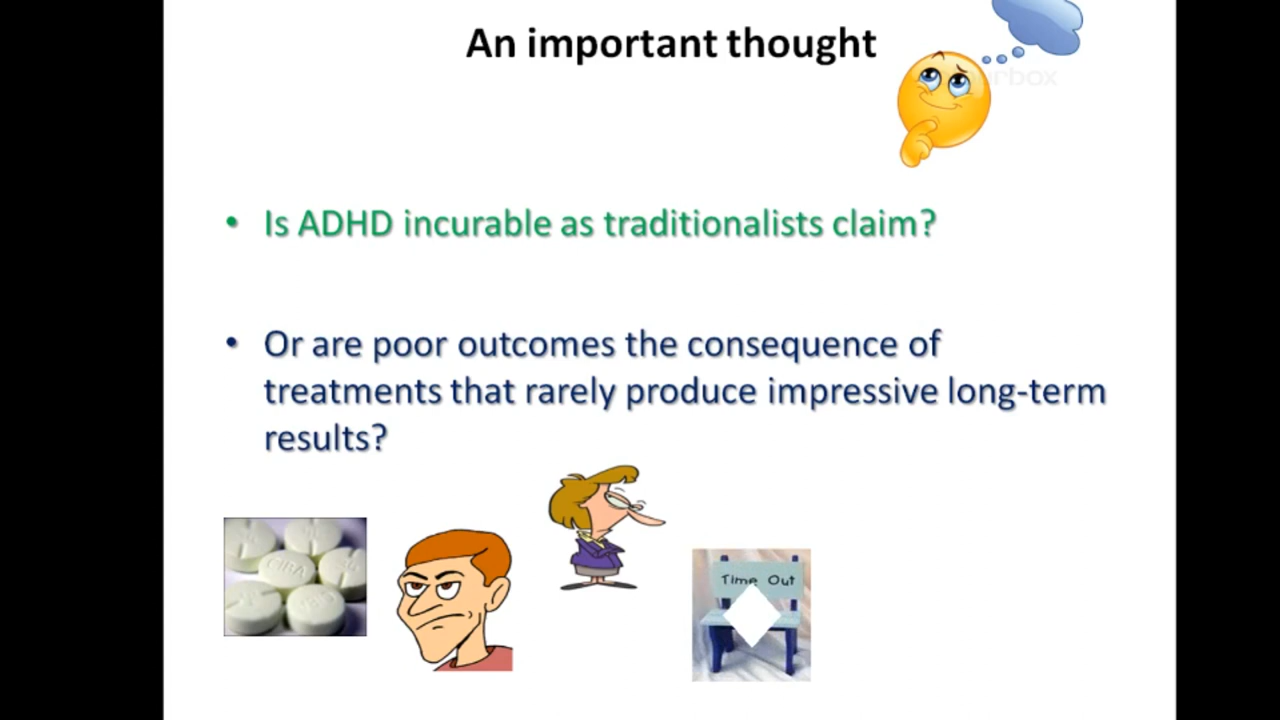 An important thought
• Is ADHD incurable as traditionalists claim?
• Or are poor outcomes the consequence of
treatments that rarely produce impressive long-term
results?
CIBA
Time Out